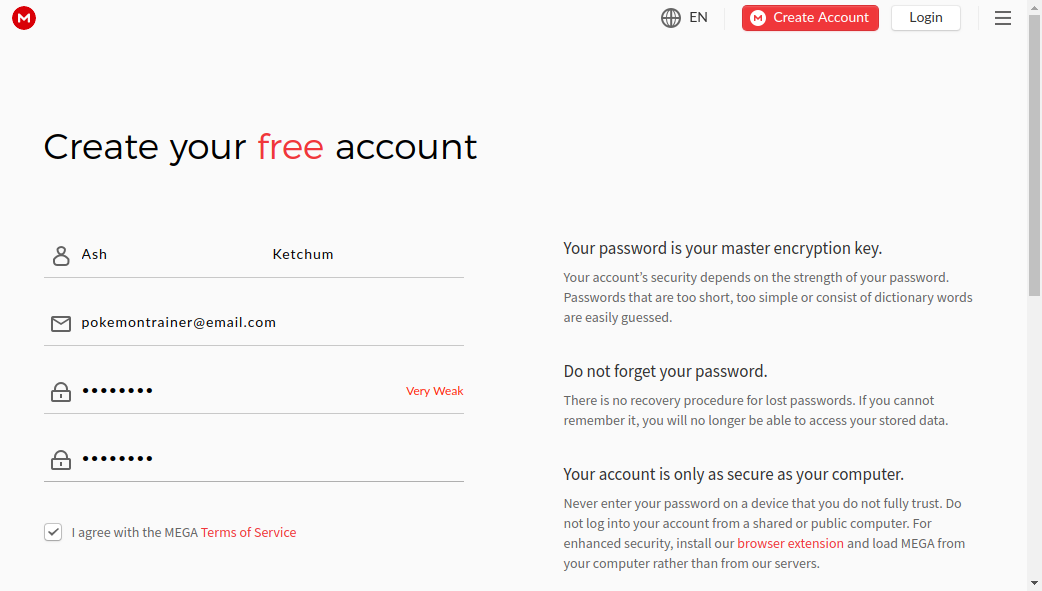 M
EN
M Create Account
Login
Create your free account
Ash Ketchum
pokemontrainer@email.com
•••••••• Very Weak
••••••••
I agree with the MEGA Terms of Service
Your password is your master encryption key.
Your account’s security depends on the strength of your password.
Passwords that are too short, too simple or consist of dictionary words
are easily guessed.
Do not forget your password.
There is no recovery procedure for lost passwords. If you cannot
remember it, you will no longer be able to access your stored data.
Your account is only as secure as your computer.
Never enter your password on a device that you do not fully trust. Do
not log into your account from a shared or public computer. For
enhanced security, install our browser extension and load MEGA from
your computer rather than from our servers.